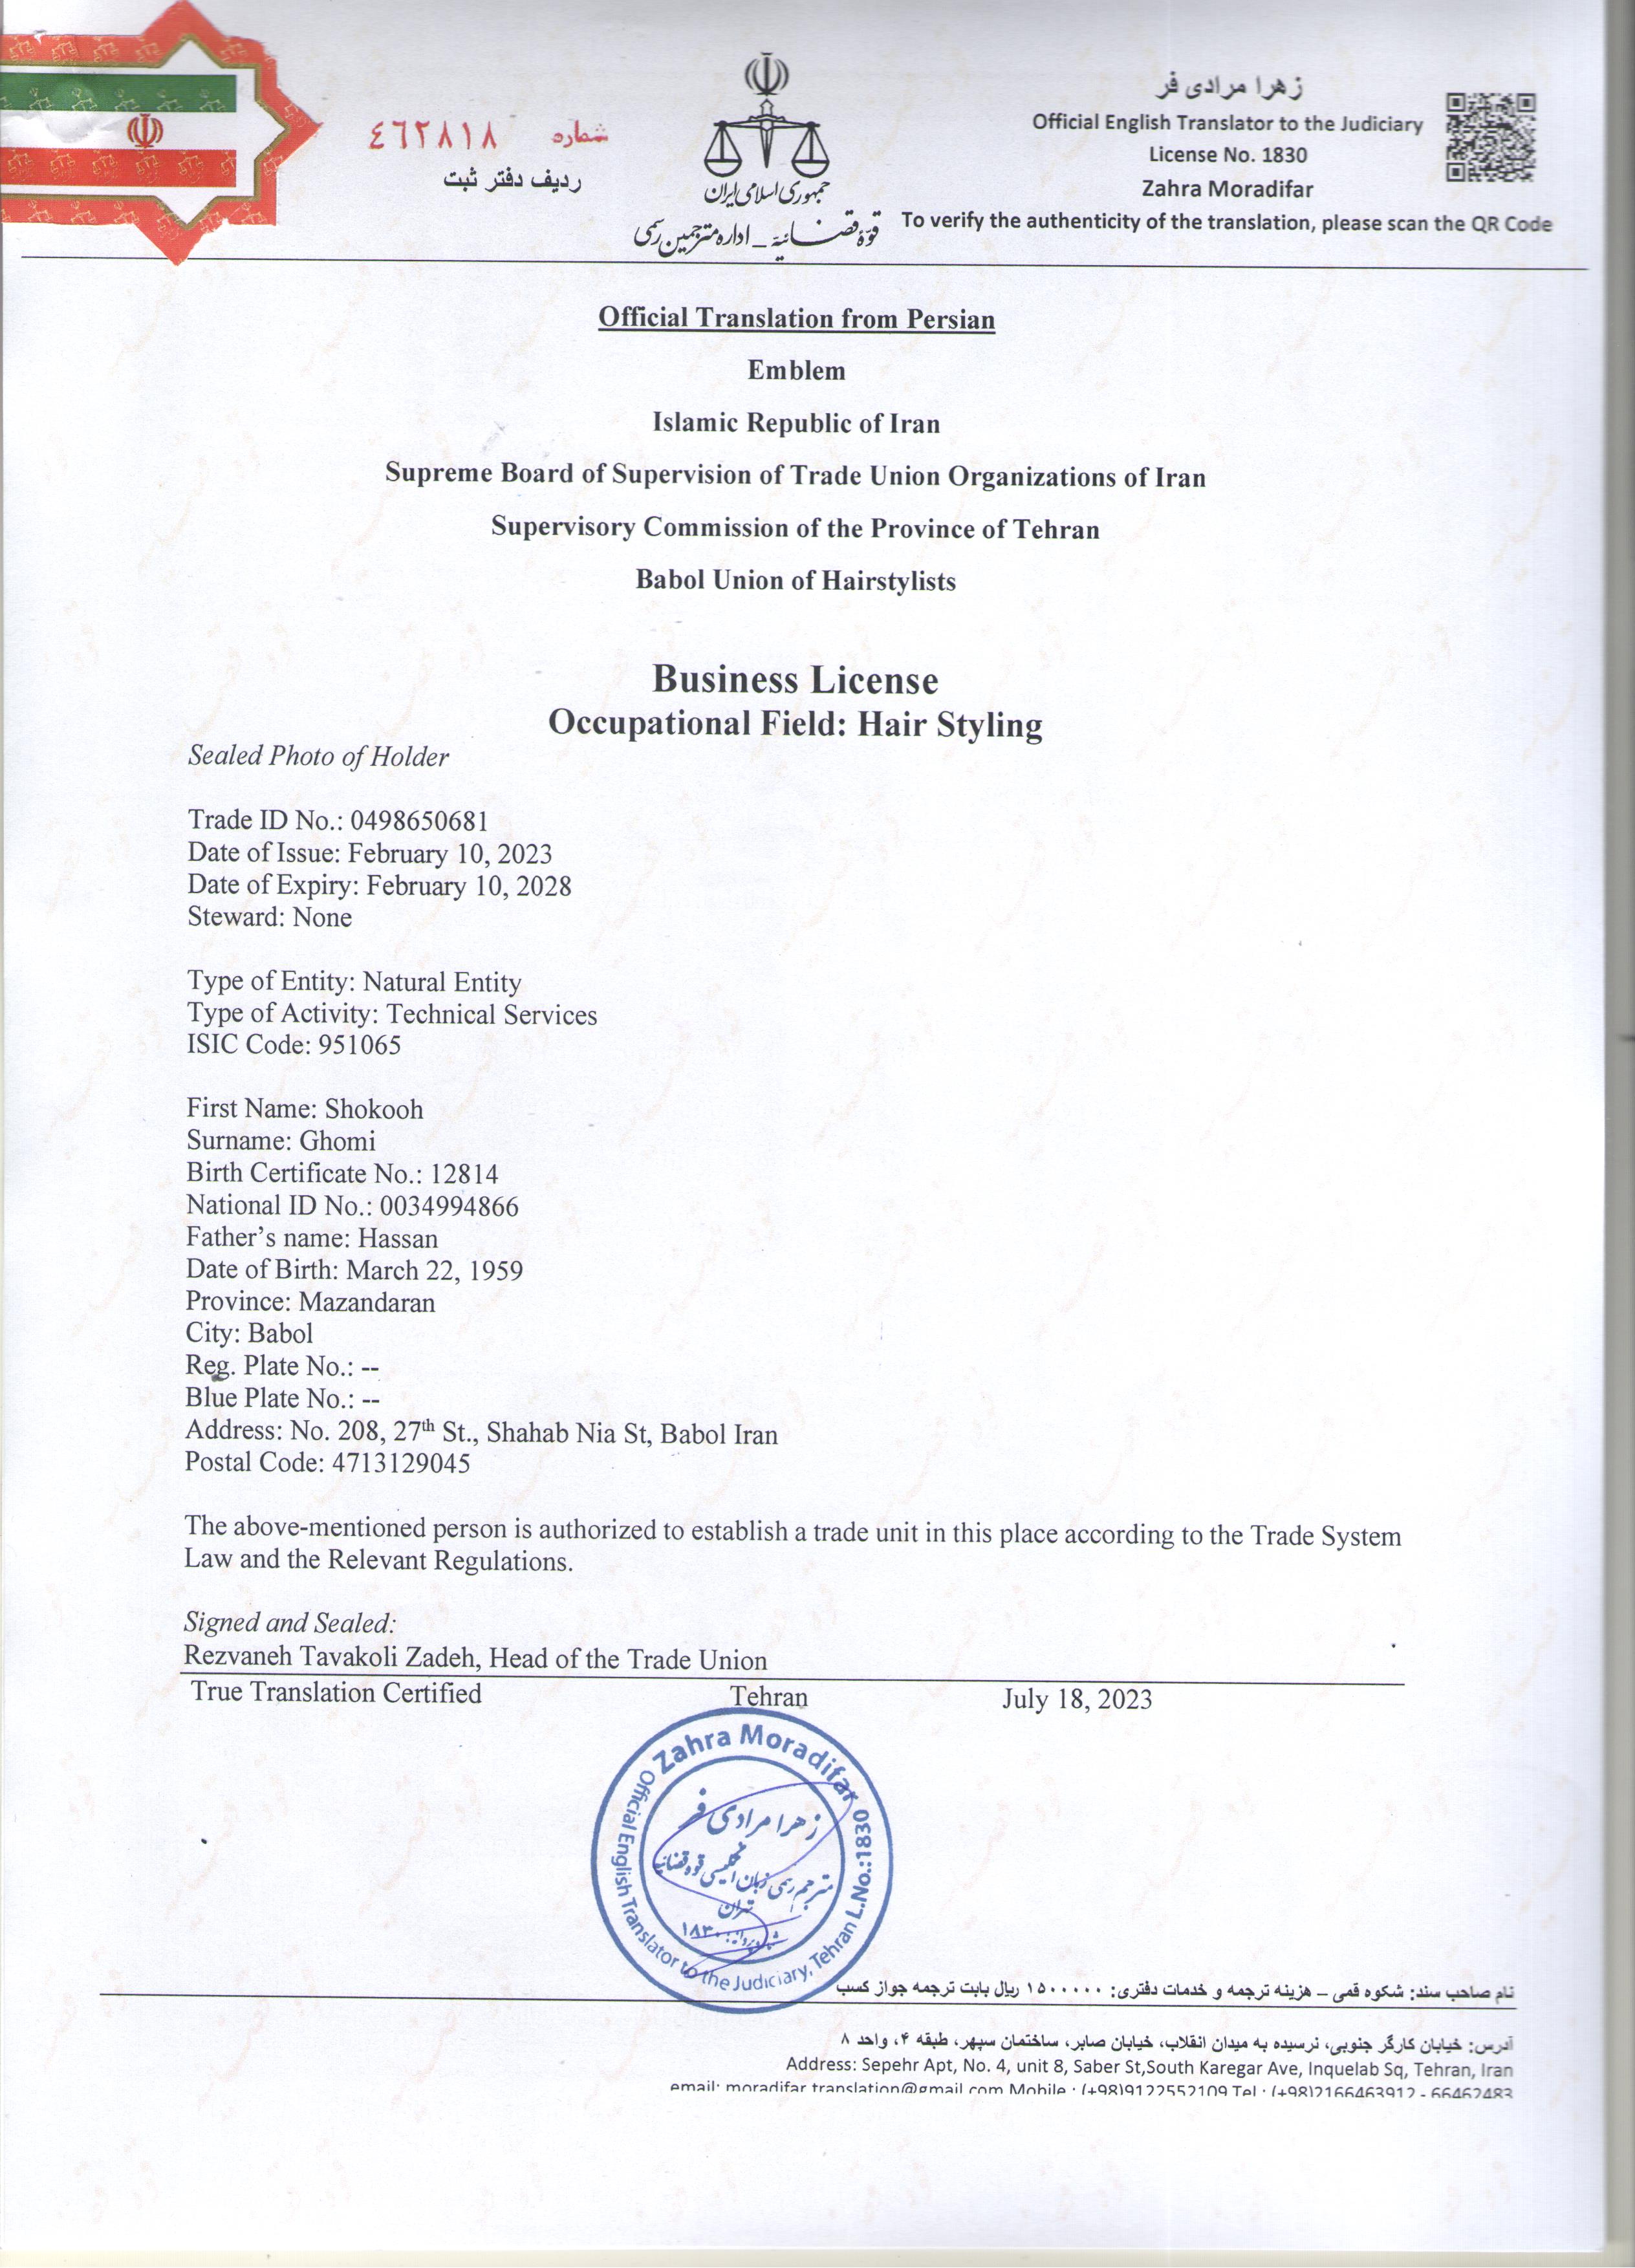 شماره ٤٦٢٨١٨
ردیف دفتر ثبت
جمهوری اسلامی ایران
قوّهٔ قضائیّه _ اداره مترجمین رسمی
زهرا مرادی فر
Official English Translator to the Judiciary
License No. 1830
Zahra Moradifar
To verify the authenticity of the translation, please scan the QR Code
Official Translation from Persian
Emblem
Islamic Republic of Iran
Supreme Board of Supervision of Trade Union Organizations of Iran
Supervisory Commission of the Province of Tehran
Babol Union of Hairstylists
Business License
Occupational Field: Hair Styling
Sealed Photo of Holder
Trade ID No.: 0498650681
Date of Issue: February 10, 2023
Date of Expiry: February 10, 2028
Steward: None
Type of Entity: Natural Entity
Type of Activity: Technical Services
ISIC Code: 951065
First Name: Shokooh
Surname: Ghomi
Birth Certificate No.: 12814
National ID No.: 0034994866
Father’s name: Hassan
Date of Birth: March 22, 1959
Province: Mazandaran
City: Babol
Reg. Plate No.: --
Blue Plate No.: --
Address: No. 208, 27th St., Shahab Nia St, Babol Iran
Postal Code: 4713129045
The above-mentioned person is authorized to establish a trade unit in this place according to the Trade System
Law and the Relevant Regulations.
Signed and Sealed:
Rezvaneh Tavakoli Zadeh, Head of the Trade Union
True Translation Certified Tehran July 18, 2023
Zahra Moradifar
Official English Translator to the Judiciary, Tehran L.No.:1830
زهرا مرادی فر
مترجم رسمی زبان انگلیسی قوه قضائیه
تهران
شماره پروانه: ۱۸۳۰
نام صاحب سند: شکوه قمی – هزینه ترجمه و خدمات دفتری: ۱۵۰۰۰۰۰ ریال بابت ترجمه جواز کسب
آدرس: خیابان کارگر جنوبی، نرسیده به میدان انقلاب، خیابان صابر، ساختمان سپهر، طبقه ۴، واحد ۸
Address: Sepehr Apt, No. 4, unit 8, Saber St,South Karegar Ave, Inquelab Sq, Tehran, Iran
email: moradifar.translation@gmail.com Mobile : (+98)9122552109 Tel : (+98)2166463912 - 66462483